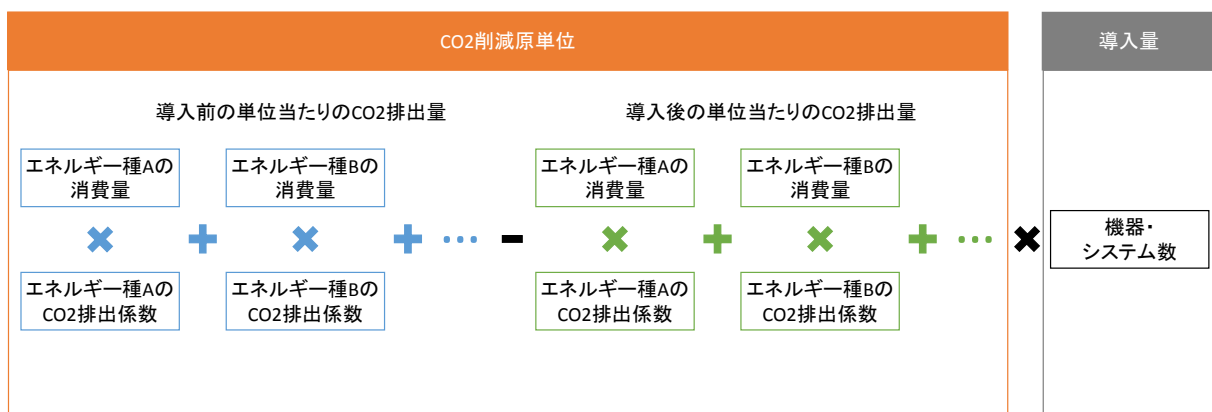 CO2削減原単位
導入量
導入前の単位当たりのCO2排出量
導入後の単位当たりのCO2排出量
エネルギー種Aの
消費量
エネルギー種Bの
消費量
エネルギー種Aの
消費量
エネルギー種Bの
消費量
機器・
システム数
エネルギー種Aの
CO2排出係数
エネルギー種Bの
CO2排出係数
エネルギー種Aの
CO2排出係数
エネルギー種Bの
CO2排出係数